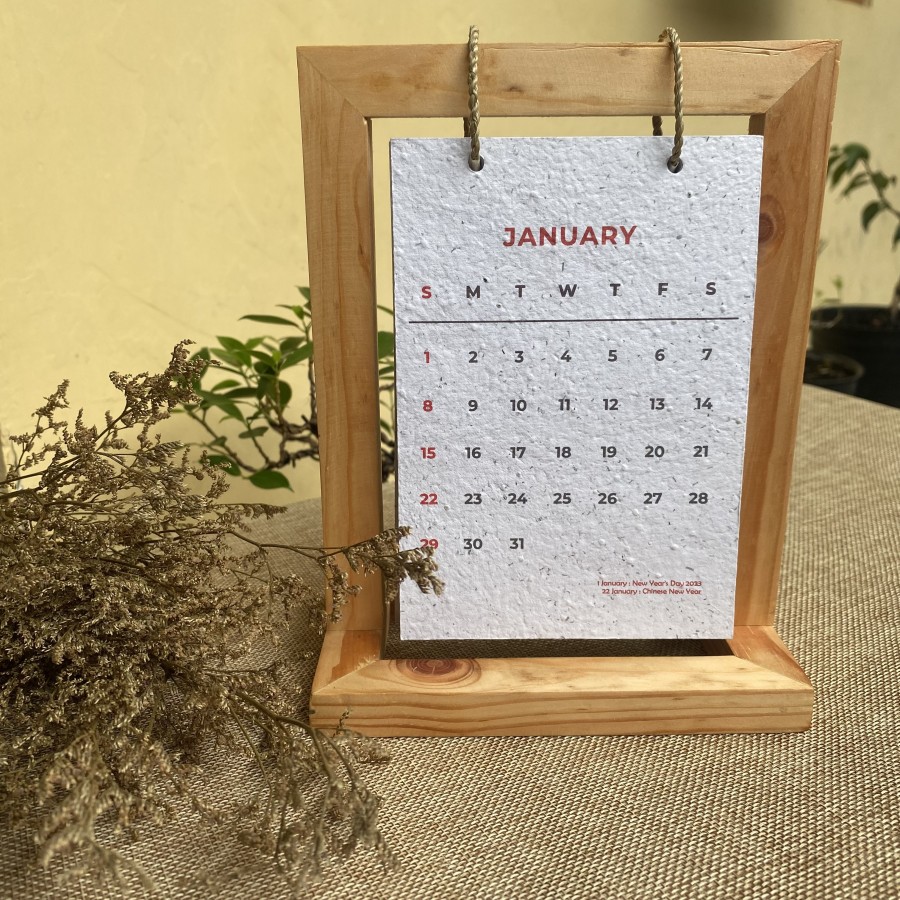 JANUARY
S M T W T F S
1 2 3 4 5 6 7
8 9 10 11 12 13 14
15 16 17 18 19 20 21
22 23 24 25 26 27 28
29 30 31
1 January : New Year's Day 2023
22 January : Chinese New Year